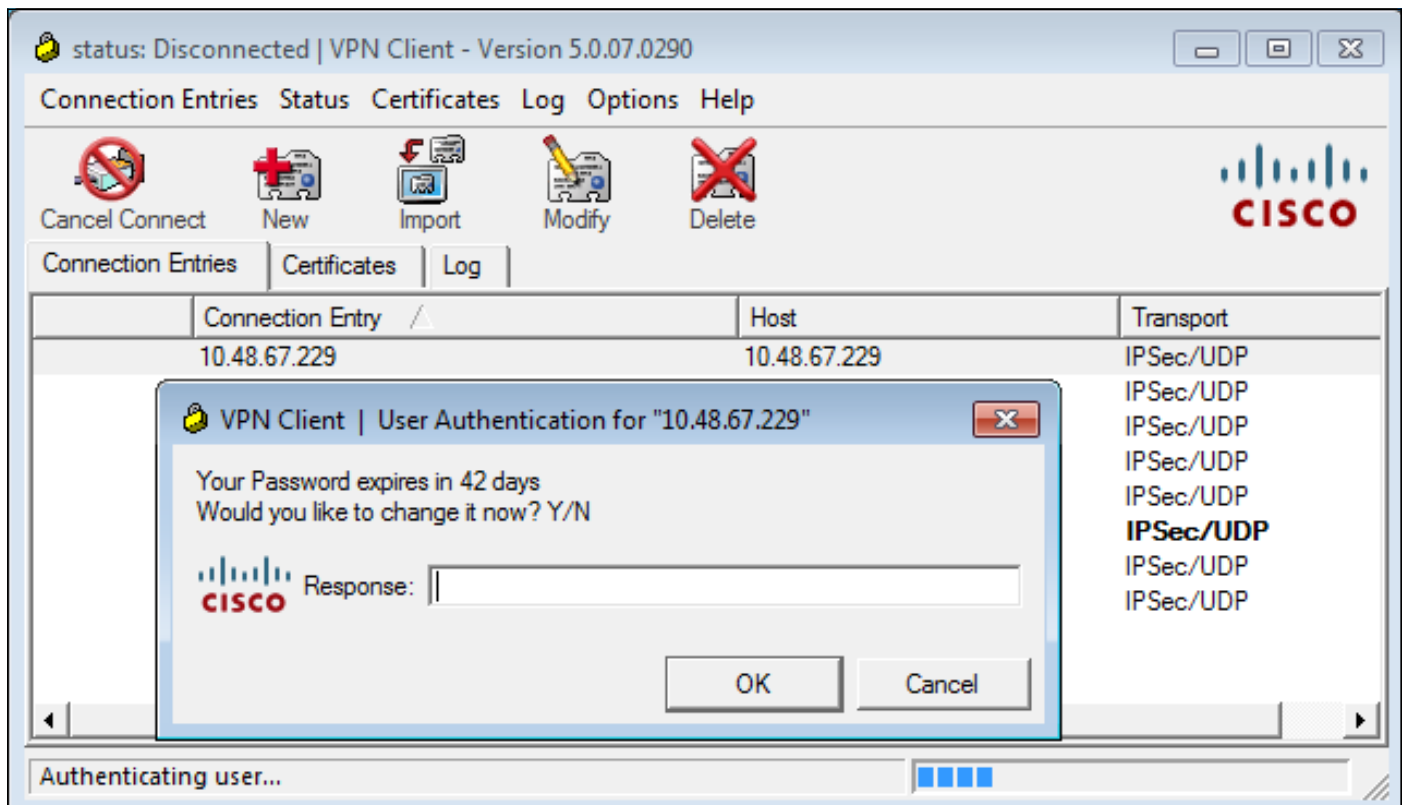 status: Disconnected | VPN Client - Version 5.0.07.0290
Connection Entries Status Certificates Log Options Help
Cancel Connect New Import Modify Delete
CISCO
Connection Entries Certificates Log
Connection Entry Host Transport
10.48.67.229 10.48.67.229 IPSec/UDP
IPSec/UDP
IPSec/UDP
IPSec/UDP
IPSec/UDP
IPSec/UDP
IPSec/UDP
IPSec/UDP
VPN Client | User Authentication for "10.48.67.229"
Your Password expires in 42 days
Would you like to change it now? Y/N
CISCO Response:
OK Cancel
Authenticating user...